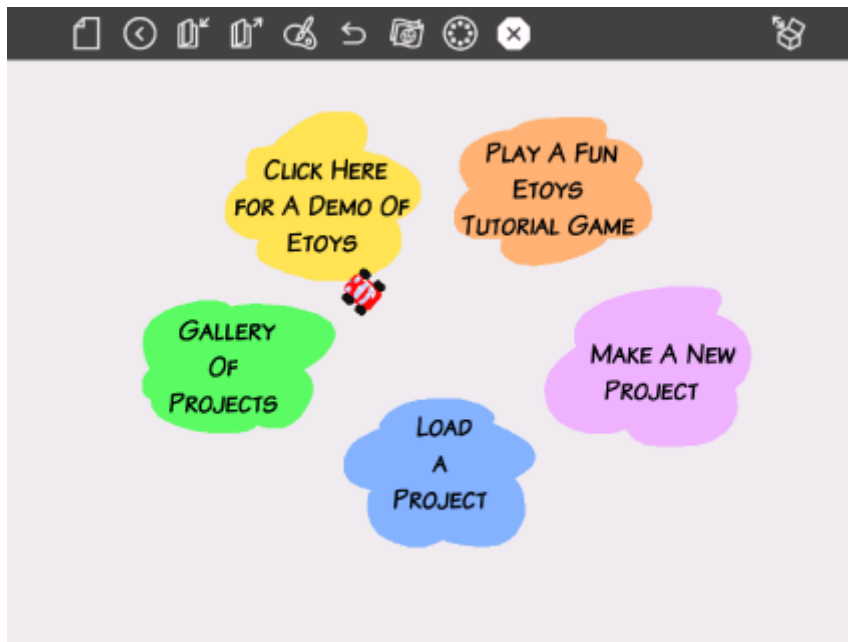 Click Here
for A Demo Of
Etoys
Play A Fun
Etoys
Tutorial Game
Gallery
Of
Projects
Make A New
Project
Load
a
Project